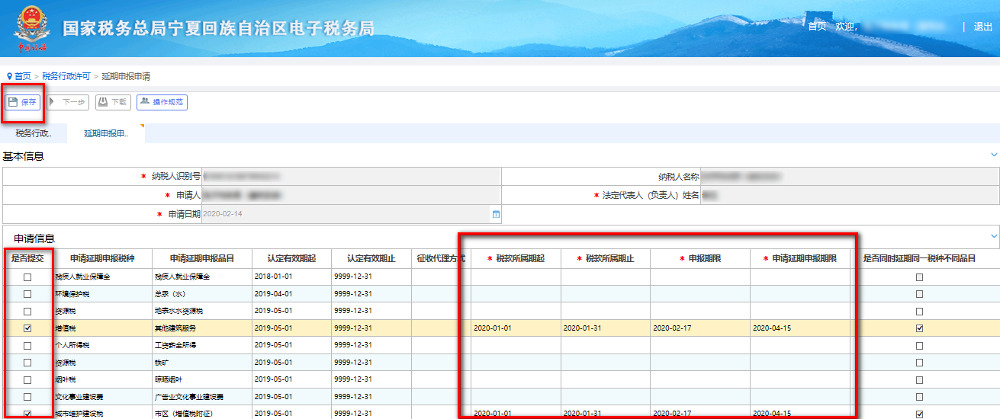 国家税务总局宁夏回族自治区电子税务局
首页 欢迎, | 退出
中国税务
首页 > 税务行政许可 > 延期申报申请
保存 下一步 下载 操作规范
税务行政.. 延期申报申..
基本信息
* 纳税人识别号 纳税人名称
* 申请人 * 法定代表人（负责人）姓名
* 申请日期 2020-02-14
申请信息
是否提交 申请延期申报税种 申请延期申报品目 认定有效期起 认定有效期止 征收代理方式 * 税款所属期起 * 税款所属期止 * 申报期限 * 申请延期申报期限 是否同时延期同一税种不同品目
残疾人就业保障金 残疾人就业保障金 2018-01-01 9999-12-31
环境保护税 总汞（水） 2019-04-01 9999-12-31
资源税 地表水水资源税 2019-05-01 9999-12-31
增值税 其他建筑服务 2019-05-01 9999-12-31 2020-01-01 2020-01-31 2020-02-17 2020-04-15
个人所得税 工资薪金所得 2019-05-01 9999-12-31
资源税 铁矿 2019-05-01 9999-12-31
烟叶税 晾晒烟叶 2019-05-01 9999-12-31
文化事业建设费 广告业文化事业建设费 2019-05-01 9999-12-31
城市维护建设税 市区（增值税附征） 2019-05-01 9999-12-31 2020-01-01 2020-01-31 2020-02-17 2020-04-15